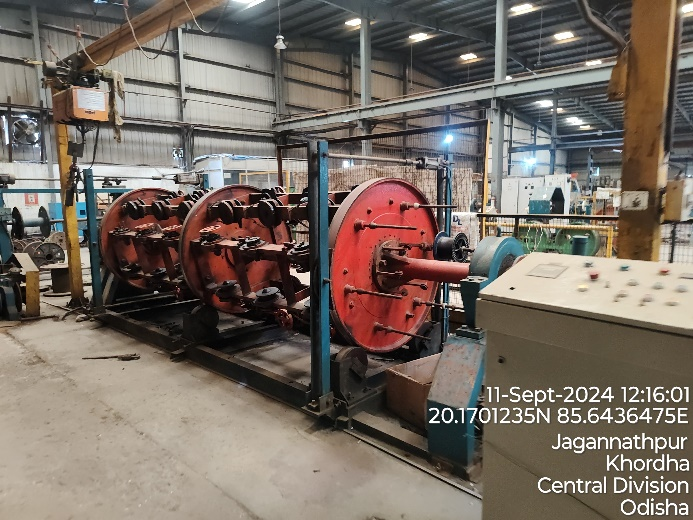 11-Sept-2024 12:16:01
20.1701235N 85.6436475E
Jagannathpur
Khordha
Central Division
Odisha